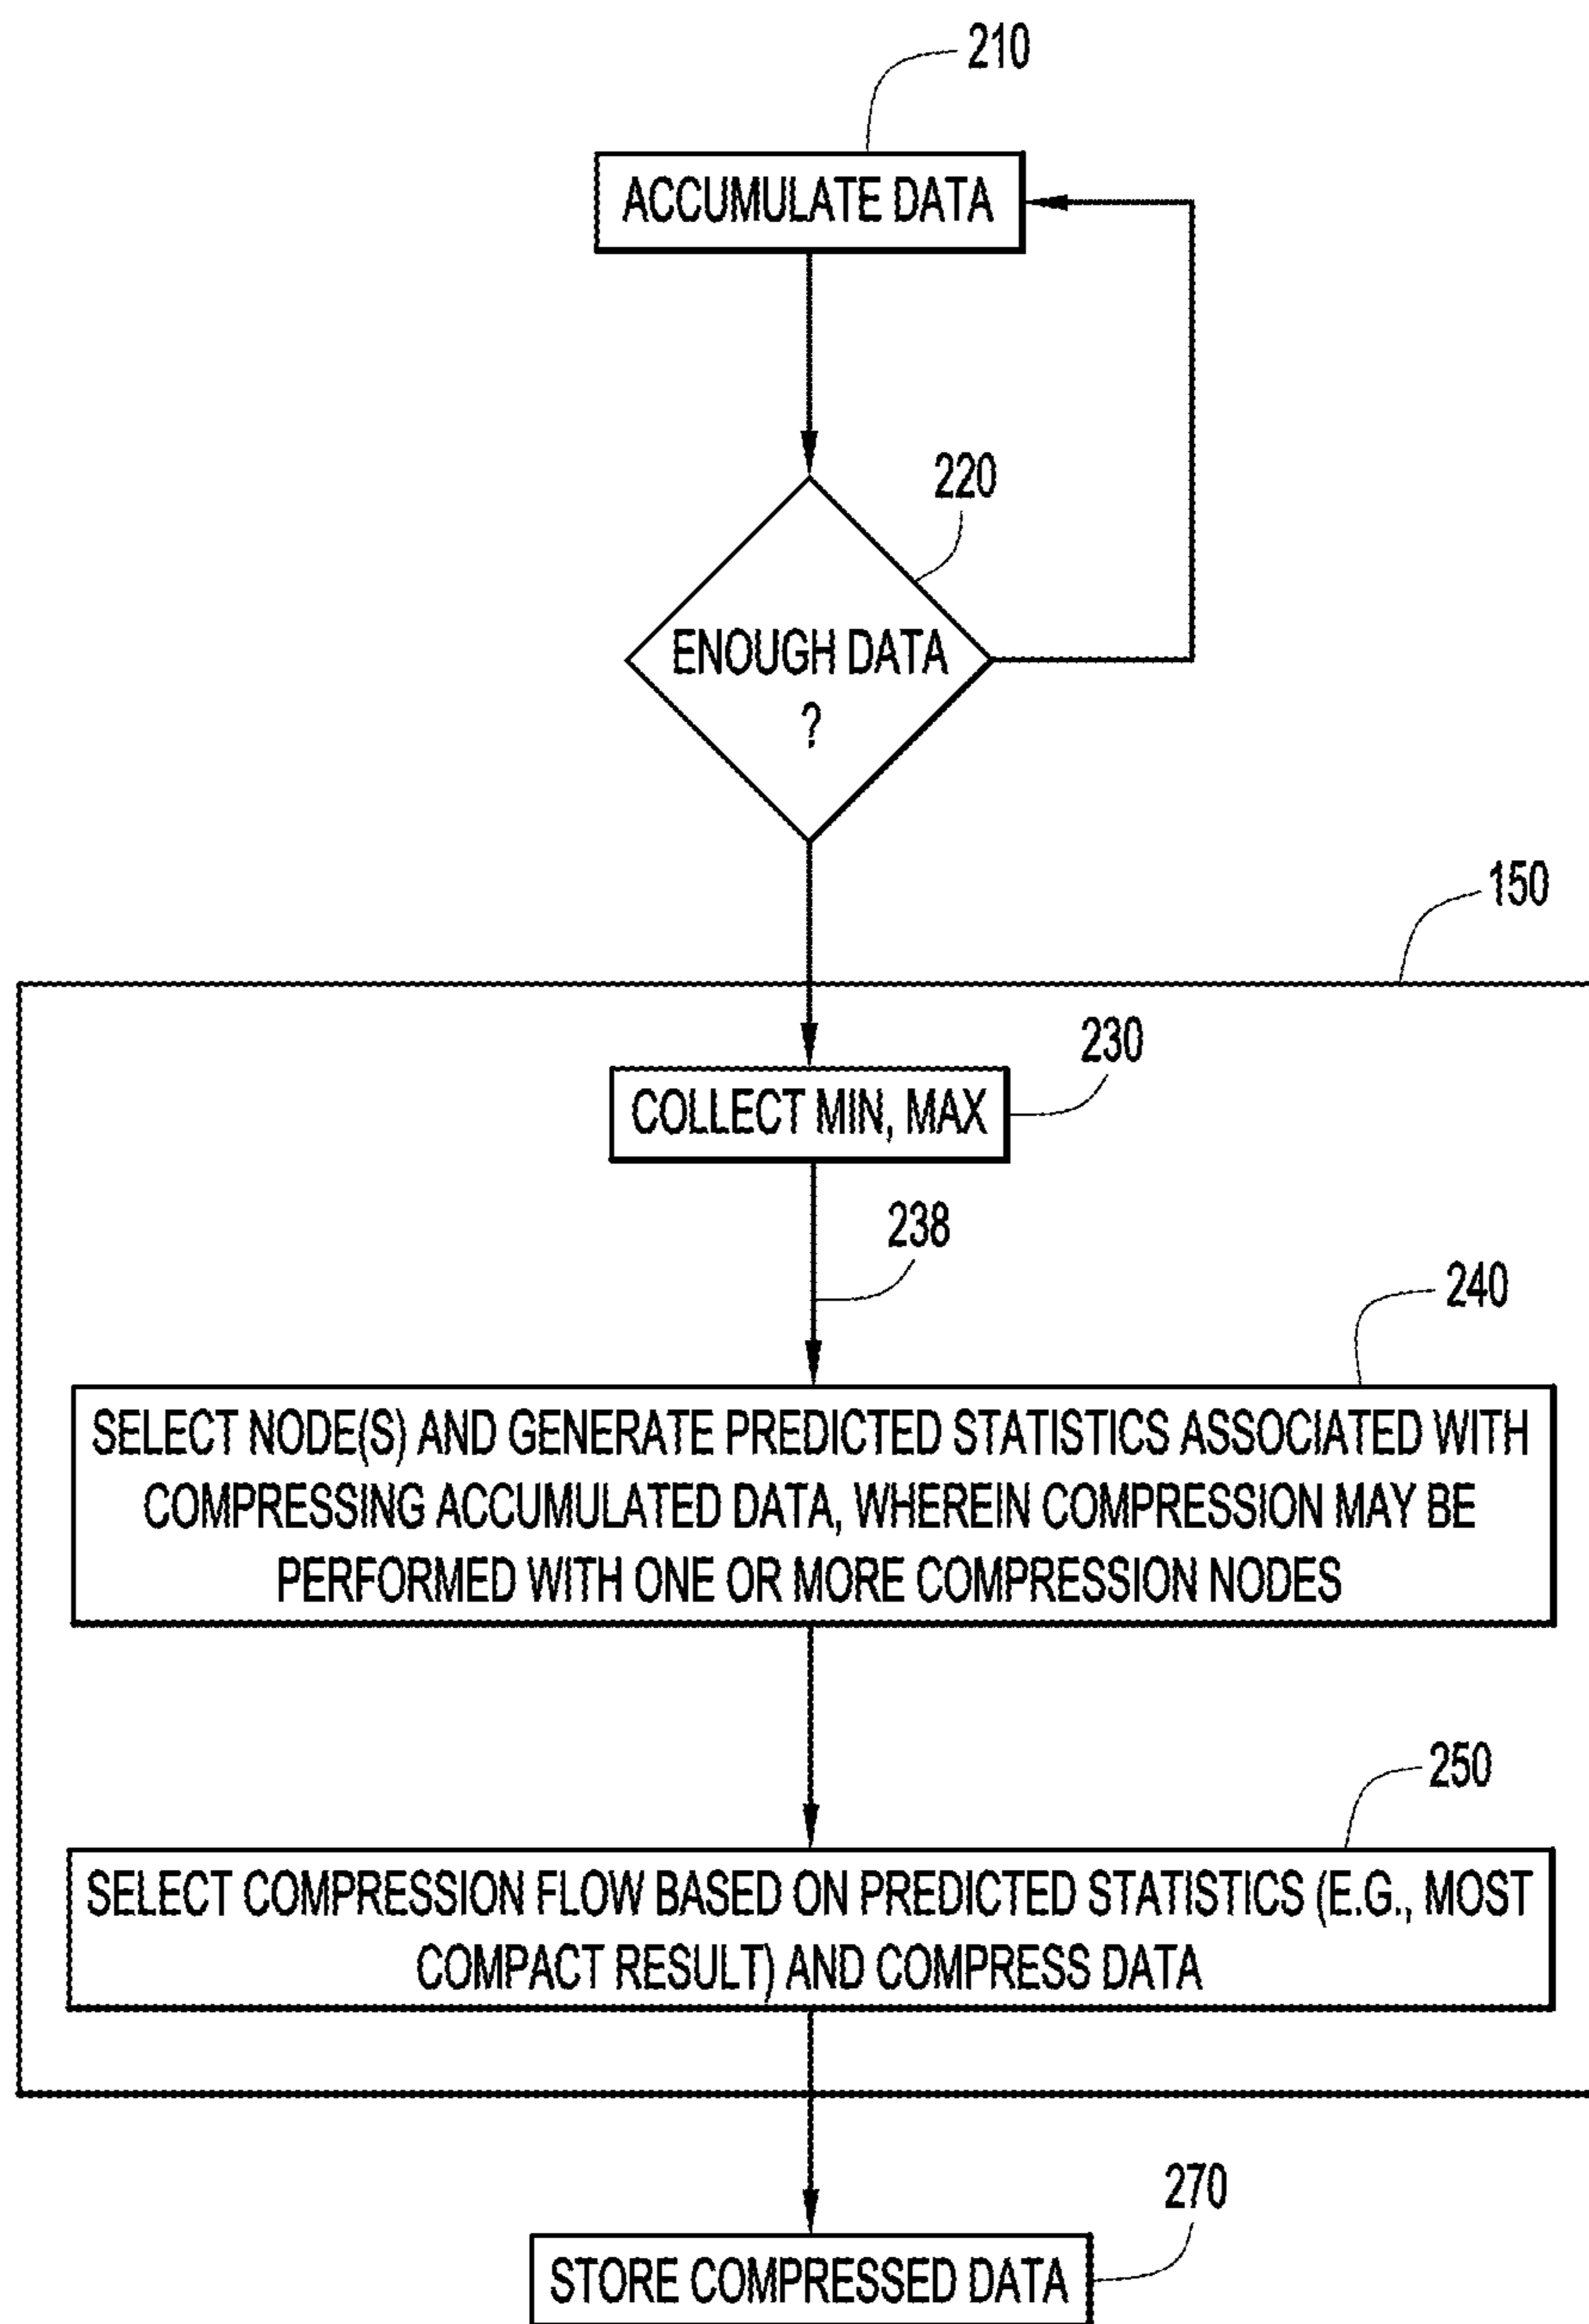 210
ACCUMULATE DATA
220
ENOUGH DATA
?
150
230
COLLECT MIN, MAX
238
240
SELECT NODE(S) AND GENERATE PREDICTED STATISTICS ASSOCIATED WITH
COMPRESSING ACCUMULATED DATA, WHEREIN COMPRESSION MAY BE
PERFORMED WITH ONE OR MORE COMPRESSION NODES
250
SELECT COMPRESSION FLOW BASED ON PREDICTED STATISTICS (E.G., MOST
COMPACT RESULT) AND COMPRESS DATA
270
STORE COMPRESSED DATA